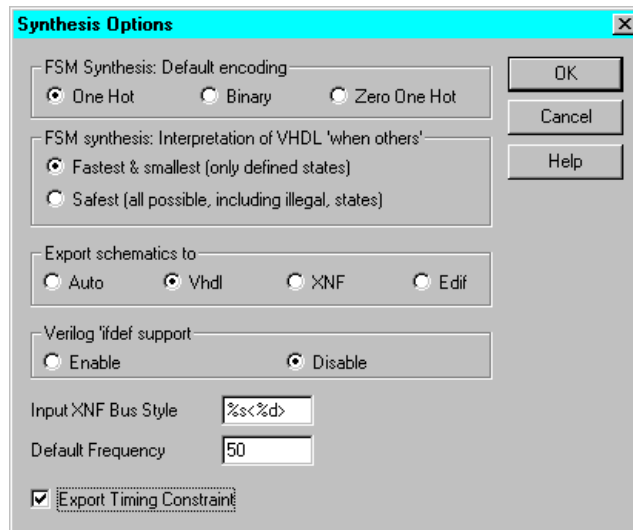 Synthesis Options
FSM Synthesis: Default encoding
One Hot Binary Zero One Hot
OK
Cancel
Help
FSM synthesis: Interpretation of VHDL 'when others'
Fastest & smallest (only defined states)
Safest (all possible, including illegal, states)
Export schematics to
Auto Vhdl XNF Edif
Verilog 'ifdef support
Enable Disable
Input XNF Bus Style %s<%d>
Default Frequency 50
Export Timing Constraint